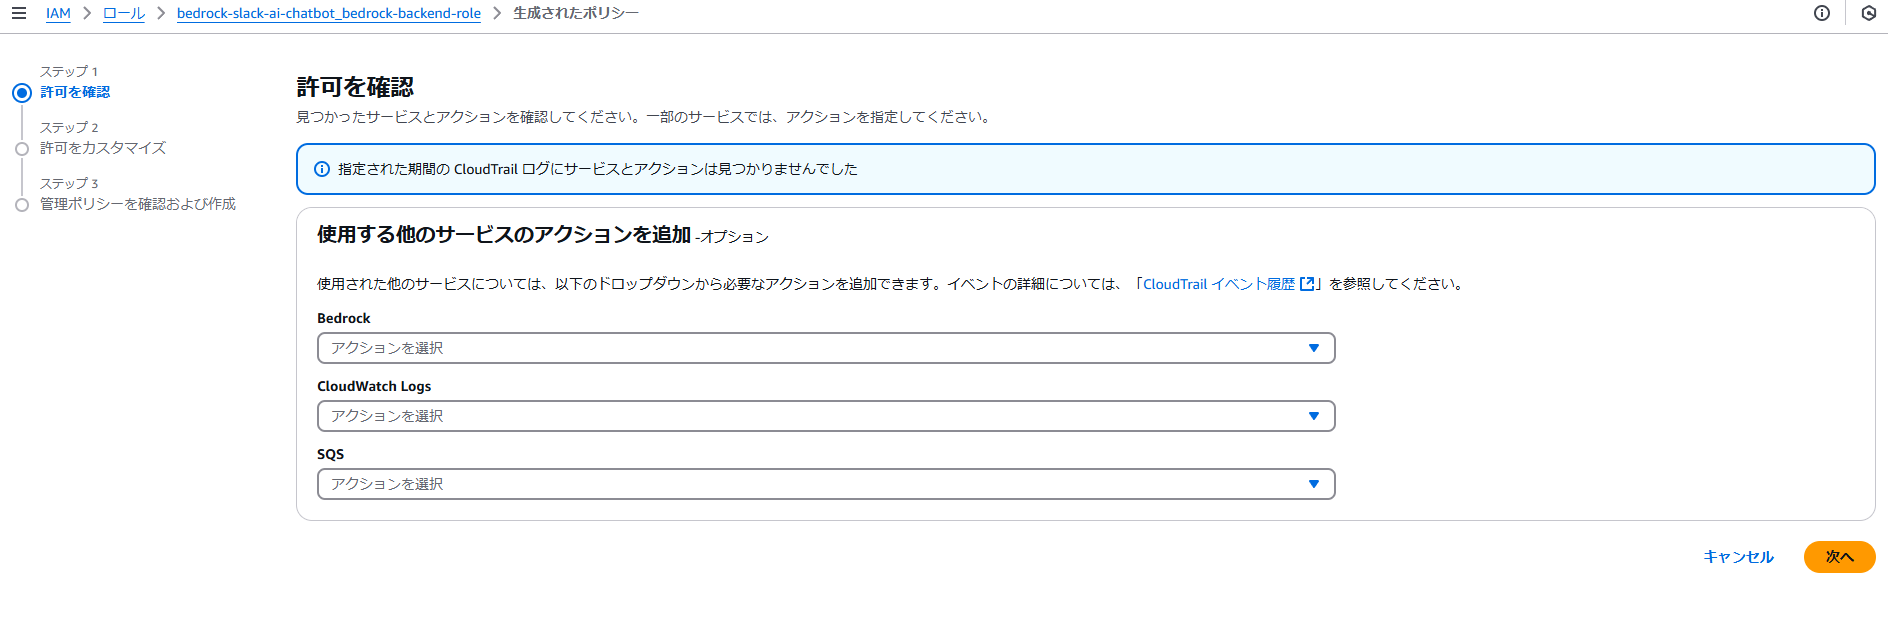 IAM > ロール > bedrock-slack-ai-chatbot_bedrock-backend-role > 生成されたポリシー
ステップ 1
許可を確認
ステップ 2
許可をカスタマイズ
ステップ 3
管理ポリシーを確認および作成
許可を確認
見つかったサービスとアクションを確認してください。一部のサービスでは、アクションを指定してください。
指定された期間の CloudTrail ログにサービスとアクションは見つかりませんでした
使用する他のサービスのアクションを追加 -オプション
使用された他のサービスについては、以下のドロップダウンから必要なアクションを追加できます。イベントの詳細については、「CloudTrail イベント履歴」を参照してください。
Bedrock
アクションを選択
CloudWatch Logs
アクションを選択
SQS
アクションを選択
キャンセル
次へ